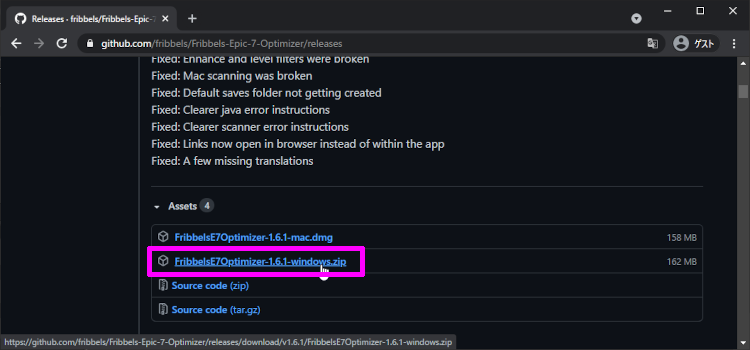 Releases · fribbels/Fribbels-Epic-7
github.com/fribbels/Fribbels-Epic-7-Optimizer/releases
ゲスト
Fixed: Enhance and level filters were broken
Fixed: Mac scanning was broken
Fixed: Default saves folder not getting created
Fixed: Clearer java error instructions
Fixed: Clearer scanner error instructions
Fixed: Links now open in browser instead of within the app
Fixed: A few missing translations
Assets 4
FribbelsE7Optimizer-1.6.1-mac.dmg 158 MB
FribbelsE7Optimizer-1.6.1-windows.zip 162 MB
Source code (zip)
Source code (tar.gz)
https://github.com/fribbels/Fribbels-Epic-7-Optimizer/releases/download/v1.6.1/FribbelsE7Optimizer-1.6.1-windows.zip